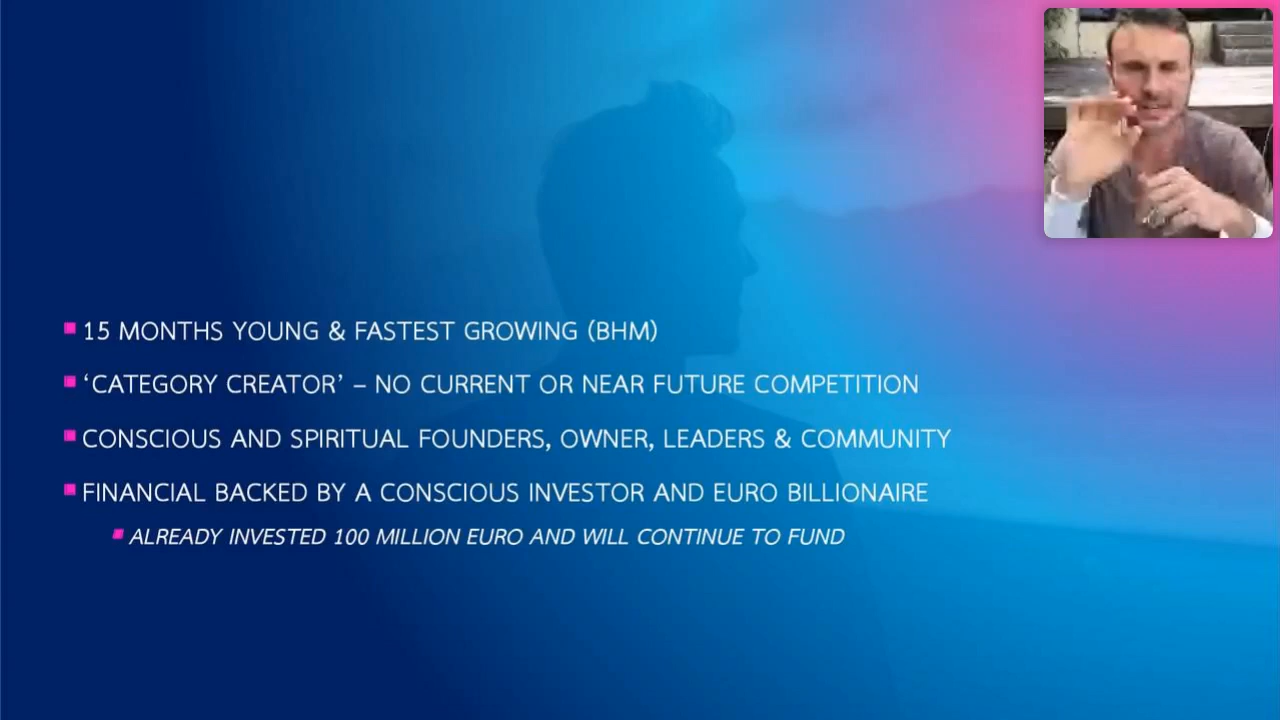 15 MONTHS YOUNG & FASTEST GROWING (BHM)
‘CATEGORY CREATOR’ – NO CURRENT OR NEAR FUTURE COMPETITION
CONSCIOUS AND SPIRITUAL FOUNDERS, OWNER, LEADERS & COMMUNITY
FINANCIAL BACKED BY A CONSCIOUS INVESTOR AND EURO BILLIONAIRE
ALREADY INVESTED 100 MILLION EURO AND WILL CONTINUE TO FUND